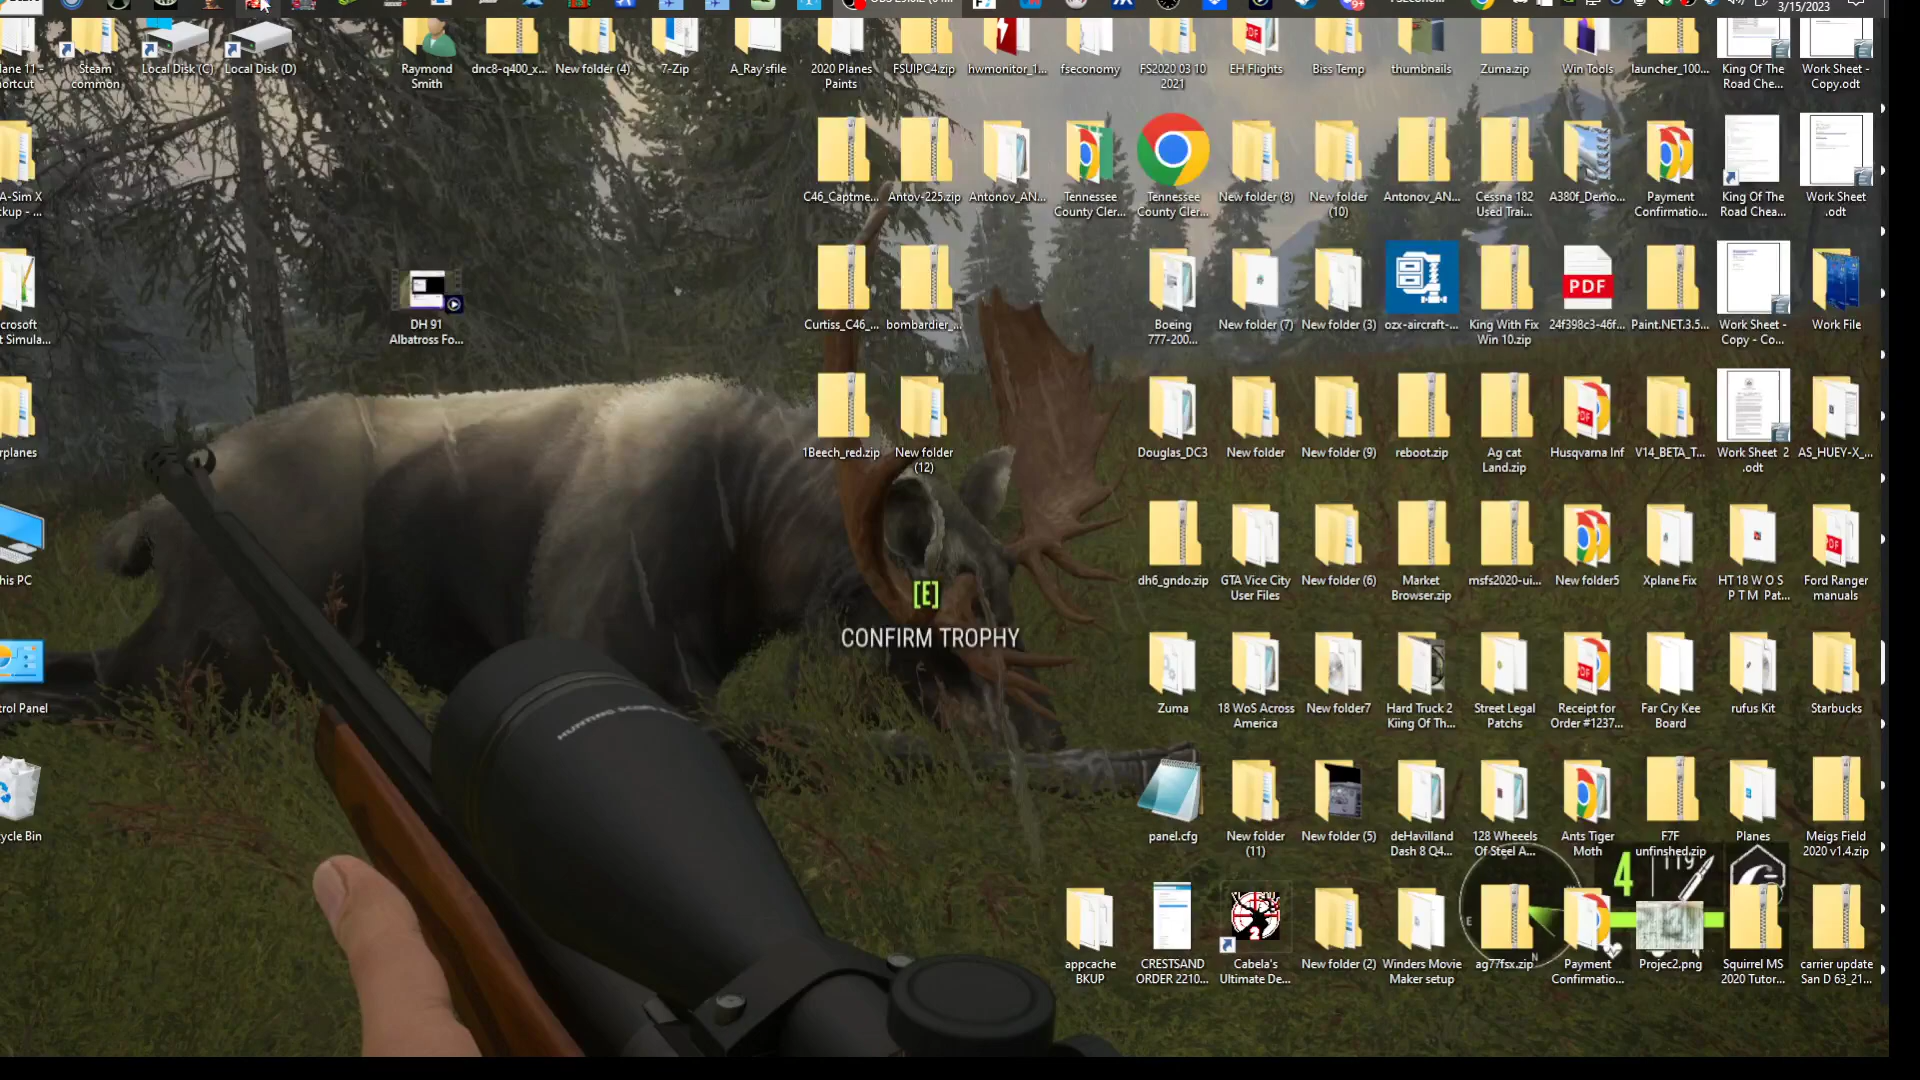 3/15/2023
Steam
common
Local Disk (C)
Local Disk (D)
Raymond
Smith
dnc8-q400_x...
New folder (4)
7-Zip
A_Ray'sfile
2020 Planes
Paints
FSUIPC4.zip
hwmonitor_1...
fseconomy
FS2020 03 10
2021
EH Flights
Biss Temp
thumbnails
Zuma.zip
Win Tools
launcher_100...
King Of The
Road Che...
Work Sheet -
Copy.odt
C46_Captme...
Antov-225.zip
Antonov_AN...
Tennessee
County Cler...
Tennessee
County Cler...
New folder (8)
New folder
(10)
Antonov_AN...
Cessna 182
Used Trai...
A380f_Demo...
Payment
Confirmatio...
King Of The
Road Chea...
Work Sheet
.odt
DH 91
Albatross Fo...
Curtiss_C46_...
bombardier_...
Boeing
777-200...
New folder (7)
New folder (3)
ozx-aircraft-...
King With Fix
Win 10.zip
PDF
24f398c3-46f...
Paint.NET.3.5...
Work Sheet -
Copy - Co...
Work File
1Beech_red.zip
New folder
(12)
Douglas_DC3
New folder
New folder (9)
reboot.zip
Ag cat
Land.zip
Husqvarna Inf
V14_BETA_T...
Work Sheet 2
.odt
AS_HUEY-X_...
his PC
dh6_gndo.zip
GTA Vice City
User Files
New folder (6)
Market
Browser.zip
msfs2020-ui...
New folder5
Xplane Fix
HT 18 W O S
P T M Pat...
Ford Ranger
manuals
[E]
CONFIRM TROPHY
trol Panel
Zuma
18 WoS Across
America
New folder7
Hard Truck 2
Kiing Of Th...
Street Legal
Patchs
Receipt for
Order #1237...
Far Cry Kee
Board
rufus Kit
Starbucks
ycle Bin
panel.cfg
New folder
(11)
New folder (5)
deHavilland
Dash 8 Q4...
128 Wheeels
Of Steel A...
Ants Tiger
Moth
F7F
unfinshed.zip
Planes
Meigs Field
2020 v1.4.zip
4
119
appcache
BKUP
CRESTSAND
ORDER 2210...
Cabela's
Ultimate De...
New folder (2)
Winders Movie
Maker setup
ag77fsx.zip
Payment
Confirmatio...
Projec2.png
Squirrel MS
2020 Tutor...
carrier update
San D 63_21...